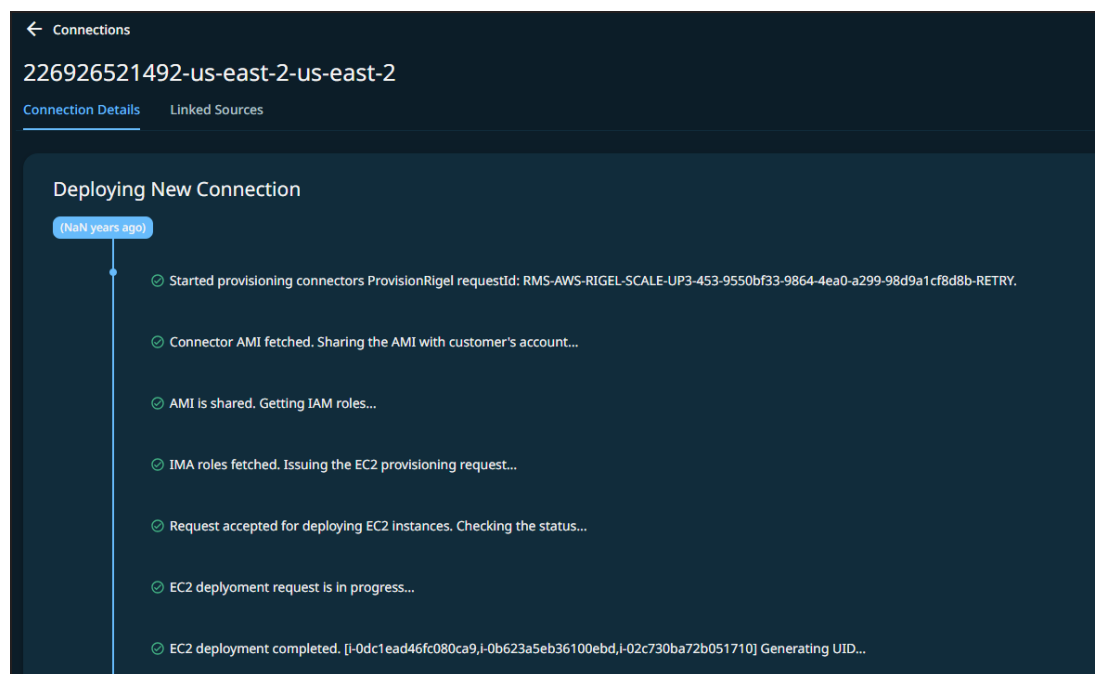 Connections
226926521492-us-east-2-us-east-2
Connection Details Linked Sources
Deploying New Connection
(NaN years ago)
Started provisioning connectors ProvisionRigel requestId: RMS-AWS-RIGEL-SCALE-UP3-453-9550bf33-9864-4ea0-a299-98d9a1cf8d8b-RETRY.
Connector AMI fetched. Sharing the AMI with customer's account...
AMI is shared. Getting IAM roles...
IMA roles fetched. Issuing the EC2 provisioning request...
Request accepted for deploying EC2 instances. Checking the status...
EC2 deplyoment request is in progress...
EC2 deployment completed. [i-0dc1ead46fc080ca9,i-0b623a5eb36100ebd,i-02c730ba72b051710] Generating UID...